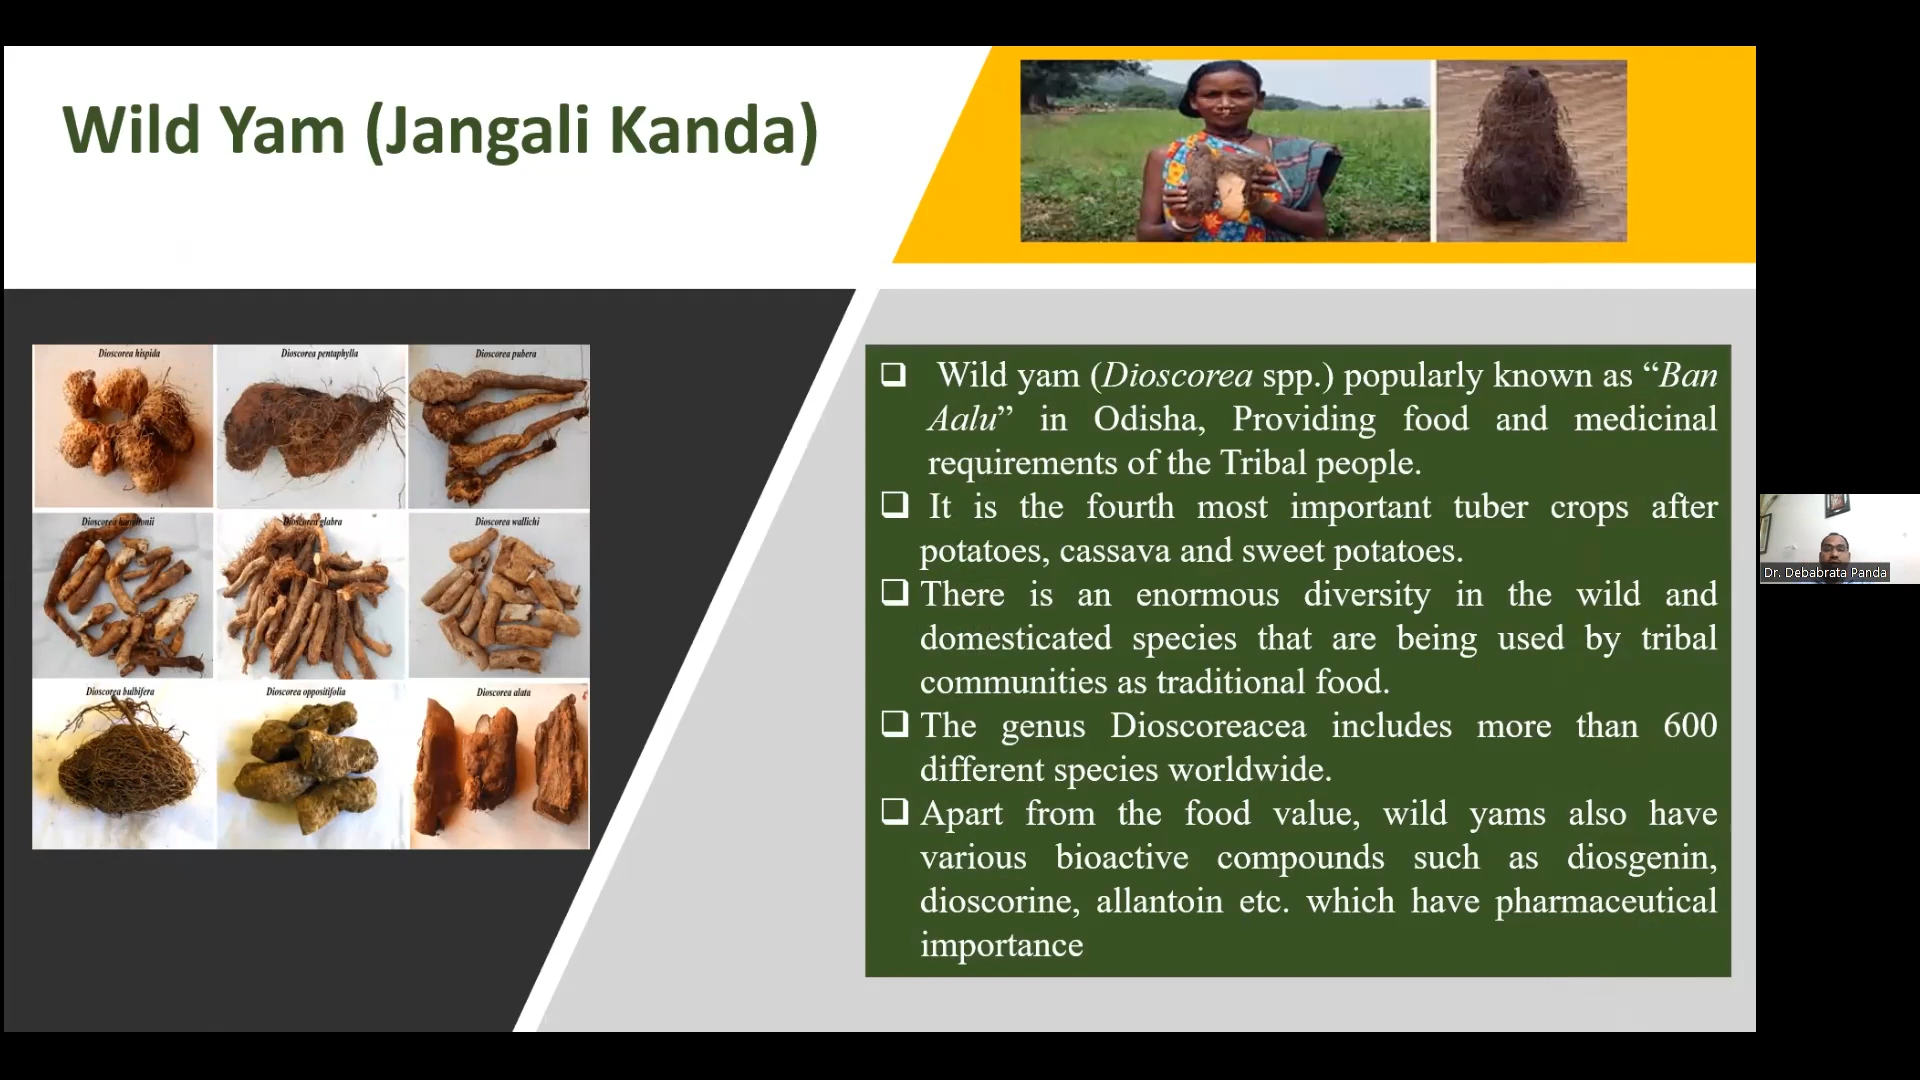 Wild Yam (Jangali Kanda)
Dioscorea hispida
Dioscorea pentaphylla
Dioscorea pubera
Dioscorea hamiltonii
Dioscorea glabra
Dioscorea wallichi
Dioscorea bulbifera
Dioscorea oppositifolia
Dioscorea alata
Wild yam (Dioscorea spp.) popularly known as “Ban
Aalu” in Odisha, Providing food and medicinal
requirements of the Tribal people.
It is the fourth most important tuber crops after
potatoes, cassava and sweet potatoes.
There is an enormous diversity in the wild and
domesticated species that are being used by tribal
communities as traditional food.
The genus Dioscoreacea includes more than 600
different species worldwide.
Apart from the food value, wild yams also have
various bioactive compounds such as diosgenin,
dioscorine, allantoin etc. which have pharmaceutical
importance
Dr. Debabrata Panda